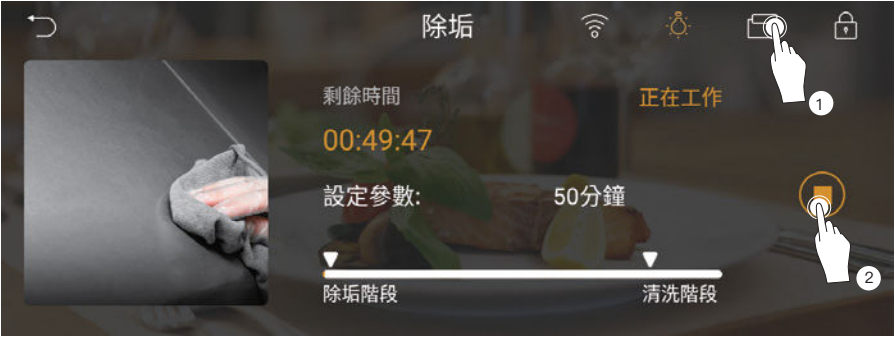 除垢
剩餘時間
正在工作
00:49:47
設定參數:
50分鐘
除垢階段
清洗階段
1
2